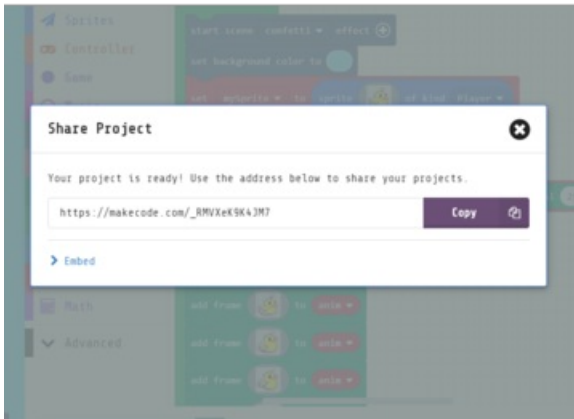 Sprites
Controller
Game
start scene confetti effect
set background color to
set mySprite to sprite of kind Player
Share Project
Your project is ready! Use the address below to share your projects.
https://makecode.com/_RMVXeK9K4JM7
Copy
Embed
Math
Advanced
add frame to anim
add frame to anim
add frame to anim